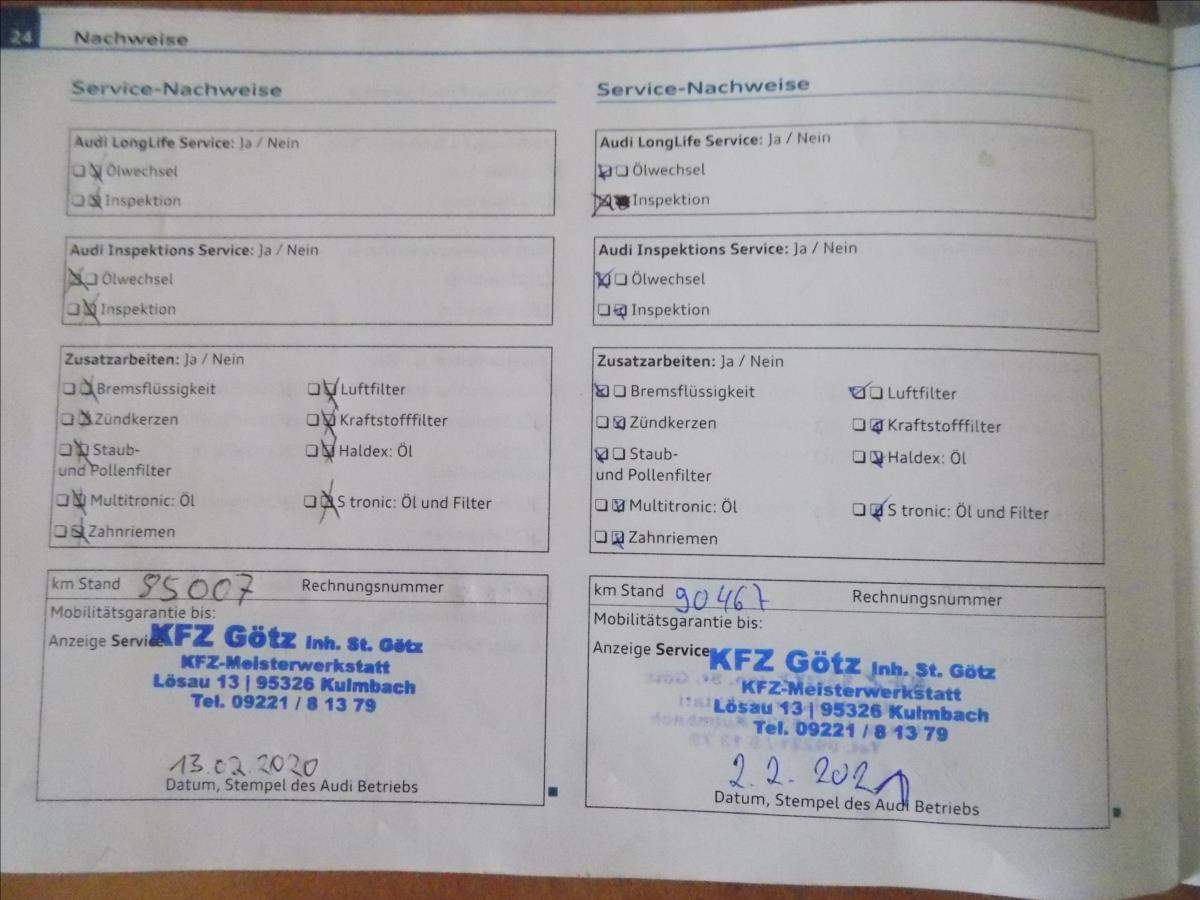 24 Nachweise
Service-Nachweise
Audi LongLife Service: Ja / Nein
Ölwechsel
Inspektion
Audi Inspektions Service: Ja / Nein
Ölwechsel
Inspektion
Zusatzarbeiten: Ja / Nein
Bremsflüssigkeit Luftfilter
Zündkerzen Kraftstofffilter
Staub- Haldex: Öl
und Pollenfilter
Multitronic: Öl S tronic: Öl und Filter
Zahnriemen
km Stand 85007 Rechnungsnummer
Mobilitätsgarantie bis:
Anzeige Service
KFZ Götz Inh. St. Götz
KFZ-Meisterwerkstatt
Lösau 13 | 95326 Kulmbach
Tel. 09221 / 8 13 79
13.02.2020
Datum, Stempel des Audi Betriebs
Service-Nachweise
Audi LongLife Service: Ja / Nein
Ölwechsel
Inspektion
Audi Inspektions Service: Ja / Nein
Ölwechsel
Inspektion
Zusatzarbeiten: Ja / Nein
Bremsflüssigkeit Luftfilter
Zündkerzen Kraftstofffilter
Staub- Haldex: Öl
und Pollenfilter
Multitronic: Öl S tronic: Öl und Filter
Zahnriemen
km Stand 90467 Rechnungsnummer
Mobilitätsgarantie bis:
Anzeige Service
KFZ Götz Inh. St. Götz
KFZ-Meisterwerkstatt
Lösau 13 | 95326 Kulmbach
Tel. 09221 / 8 13 79
2.2.2021
Datum, Stempel des Audi Betriebs